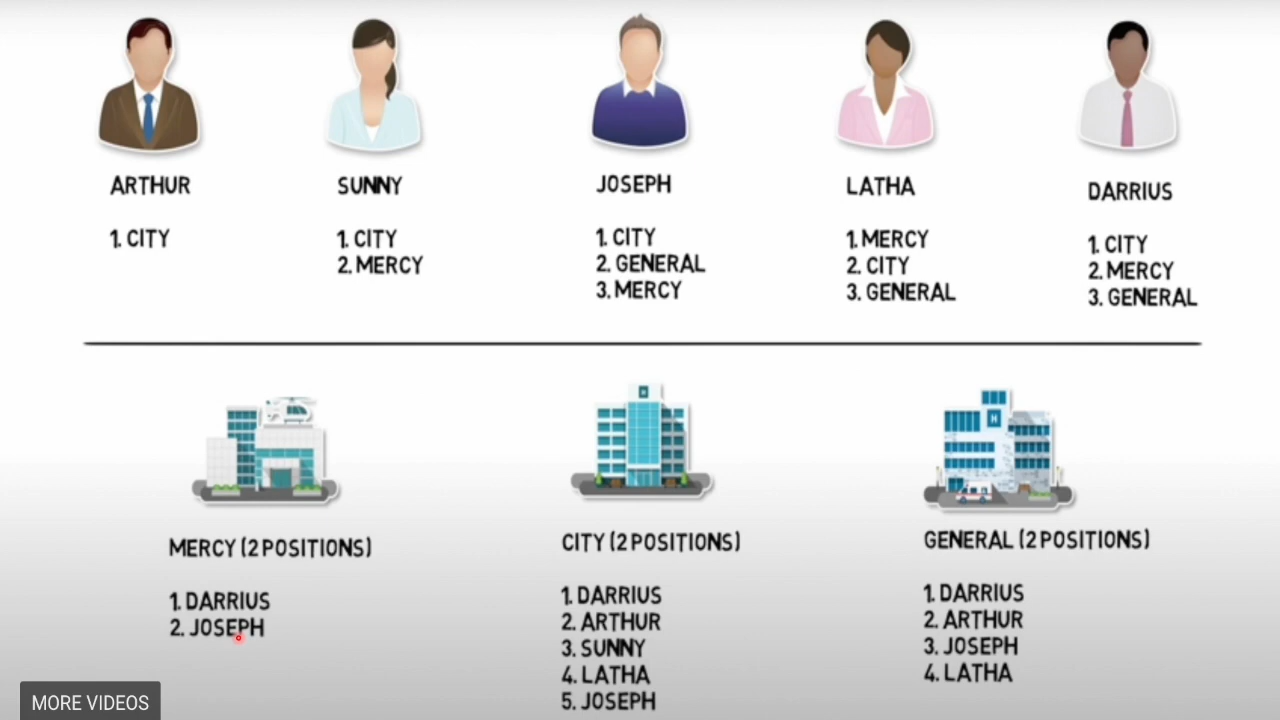 ARTHUR
1. CITY
SUNNY
1. CITY
2. MERCY
JOSEPH
1. CITY
2. GENERAL
3. MERCY
LATHA
1. MERCY
2. CITY
3. GENERAL
DARRIUS
1. CITY
2. MERCY
3. GENERAL
H
H
MERCY (2 POSITIONS)
1. DARRIUS
2. JOSEPH
CITY (2 POSITIONS)
1. DARRIUS
2. ARTHUR
3. SUNNY
4. LATHA
5. JOSEPH
GENERAL (2 POSITIONS)
1. DARRIUS
2. ARTHUR
3. JOSEPH
4. LATHA
MORE VIDEOS